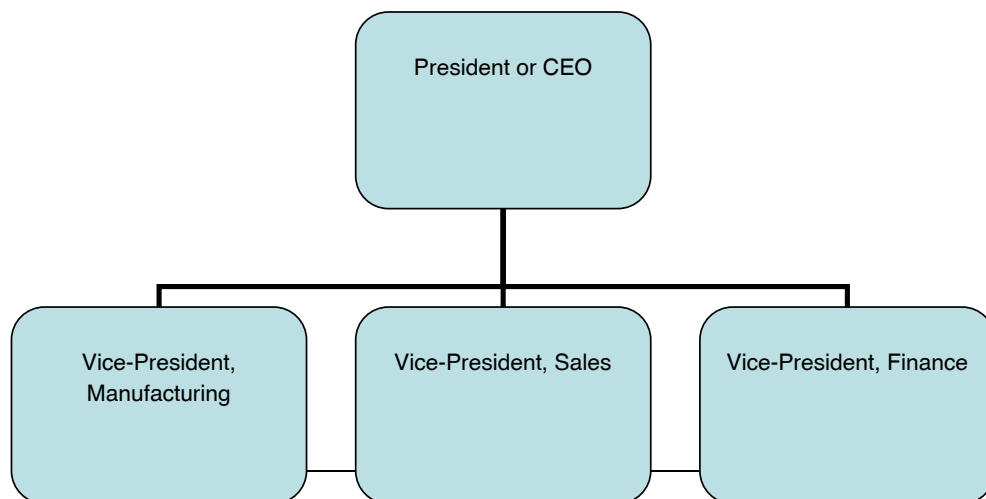 President or CEO
Vice-President,
Manufacturing
Vice-President, Sales
Vice-President, Finance